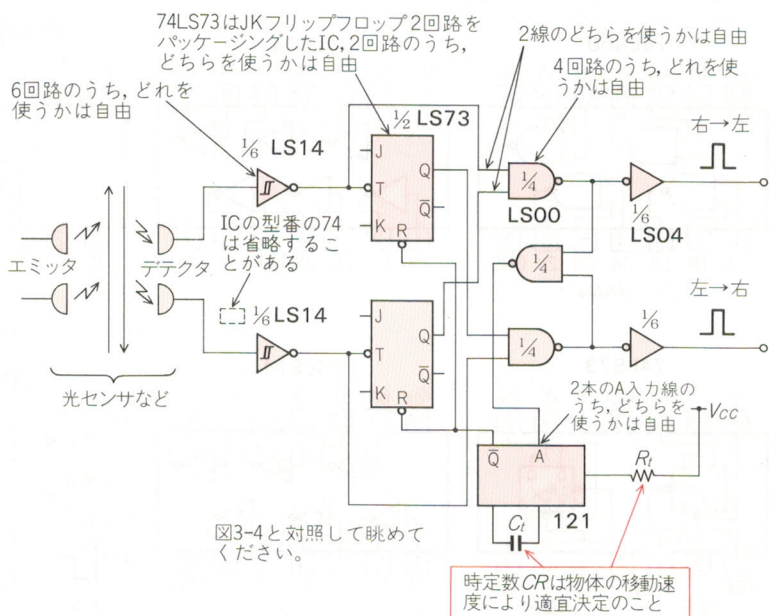 74LS73はJKフリップフロップ2回路を
パッケージングしたIC, 2回路のうち,
どちらを使うかは自由
2線のどちらを使うかは自由
4回路のうち, どれを使
うかは自由
6回路のうち, どれを
使うかは自由
1/6 LS14
1/2 LS73
J
T
K
R
Q
Q̅
1/4
LS00
右→左
1/6
LS04
ICの型番の74
は省略するこ
とがある
エミッタ
デテクタ
1/4
1/6 LS14
J
T
K
R
Q
Q̅
1/4
1/6
左→右
光センサなど
2本のA入力線の
うち, どちらを
使うかは自由
Vcc
Q̅
A
Rt
Ct
121
図3-4と対照して眺めて
ください。
時定数CRは物体の移動速
度により適宜決定のこと